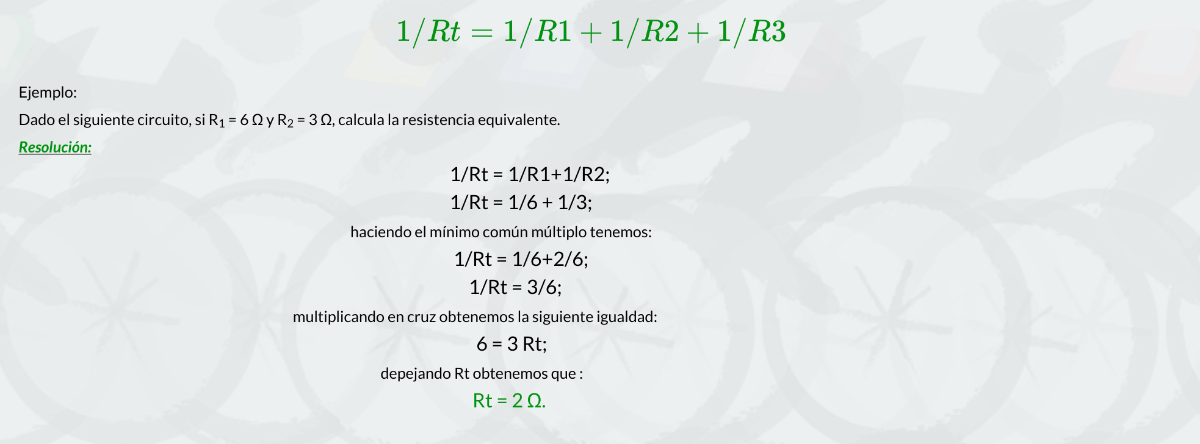 1/Rt = 1/R1 + 1/R2 + 1/R3
Ejemplo:
Dado el siguiente circuito, si R₁ = 6 Ω y R₂ = 3 Ω, calcula la resistencia equivalente.
Resolución:
1/Rt = 1/R1+1/R2;
1/Rt = 1/6 + 1/3;
haciendo el mínimo común múltiplo tenemos:
1/Rt = 1/6+2/6;
1/Rt = 3/6;
multiplicando en cruz obtenemos la siguiente igualdad:
6 = 3 Rt;
depejando Rt obtenemos que :
Rt = 2 Ω.